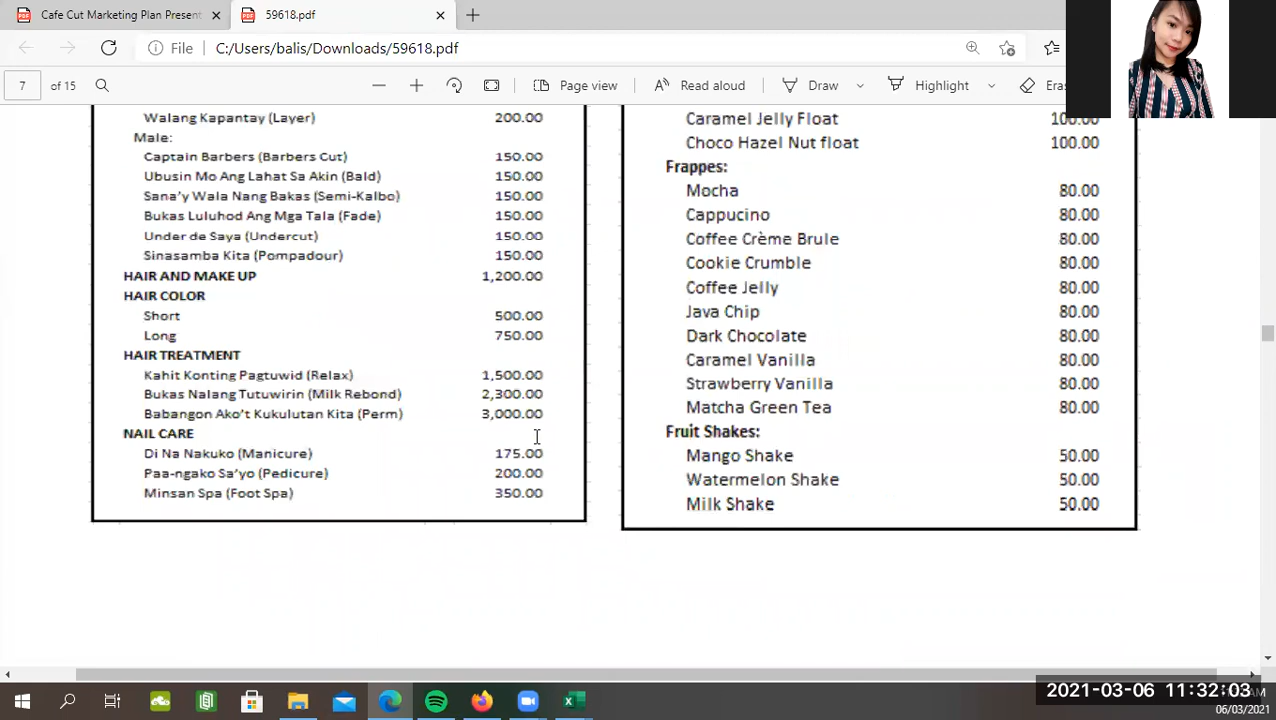 Cafe Cut Marketing Plan Present
59618.pdf
File
C:/Users/balis/Downloads/59618.pdf
7 of 15
Page view
Read aloud
Draw
Highlight
Walang Kapantay (Layer) 200.00
Male:
Captain Barbers (Barbers Cut) 150.00
Ubusin Mo Ang Lahat Sa Akin (Bald) 150.00
Sana'y Wala Nang Bakas (Semi-Kalbo) 150.00
Bukas Luluhod Ang Mga Tala (Fade) 150.00
Under de Saya (Undercut) 150.00
Sinasamba Kita (Pompadour) 150.00
HAIR AND MAKE UP 1,200.00
HAIR COLOR
Short 500.00
Long 750.00
HAIR TREATMENT
Kahit Konting Pagtuwid (Relax) 1,500.00
Bukas Nalang Tutuwirin (Milk Rebond) 2,300.00
Babangon Ako't Kukulutan Kita (Perm) 3,000.00
NAIL CARE
Di Na Nakuko (Manicure) 175.00
Paa-ngako Sa'yo (Pedicure) 200.00
Minsan Spa (Foot Spa) 350.00
Caramel Jelly Float 100.00
Choco Hazel Nut float 100.00
Frappes:
Mocha 80.00
Cappucino 80.00
Coffee Crème Brule 80.00
Cookie Crumble 80.00
Coffee Jelly 80.00
Java Chip 80.00
Dark Chocolate 80.00
Caramel Vanilla 80.00
Strawberry Vanilla 80.00
Matcha Green Tea 80.00
Fruit Shakes:
Mango Shake 50.00
Watermelon Shake 50.00
Milk Shake 50.00
2021-03-06 11:32:03
06/03/2021